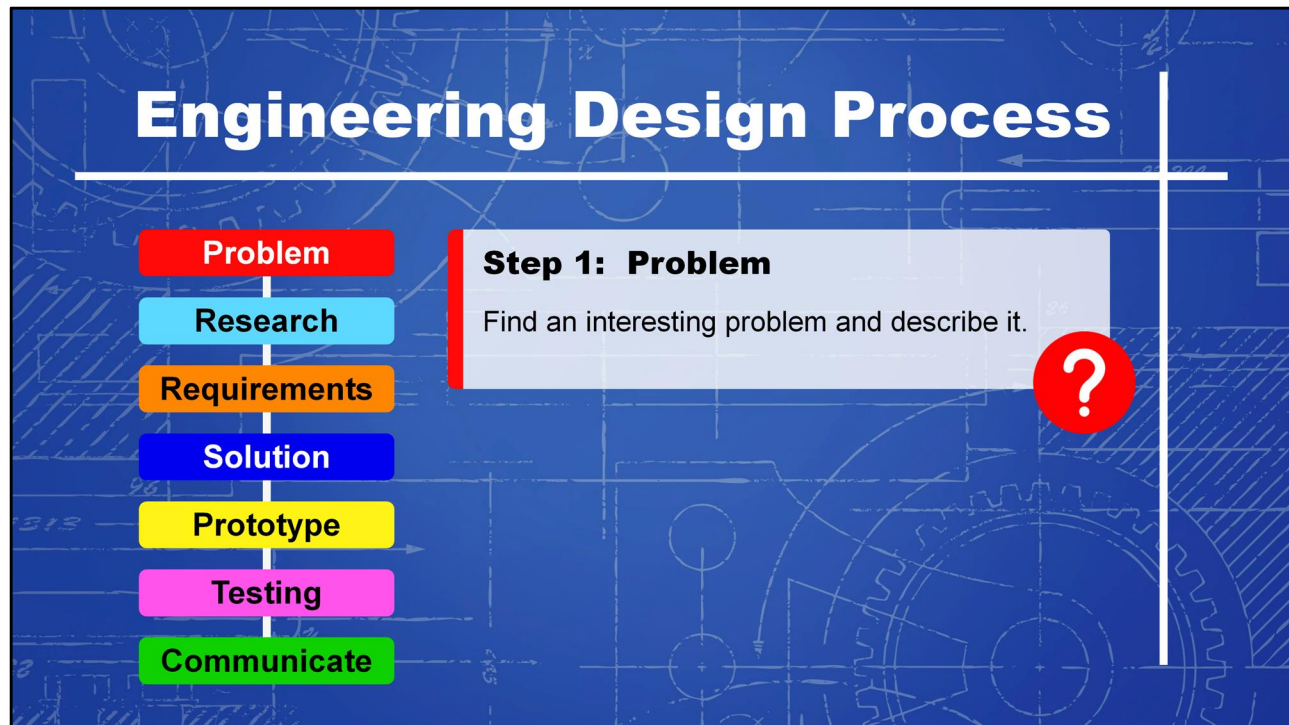 Engineering Design Process
Problem
Research
Requirements
Solution
Prototype
Testing
Communicate
Step 1: Problem
Find an interesting problem and describe it.
?